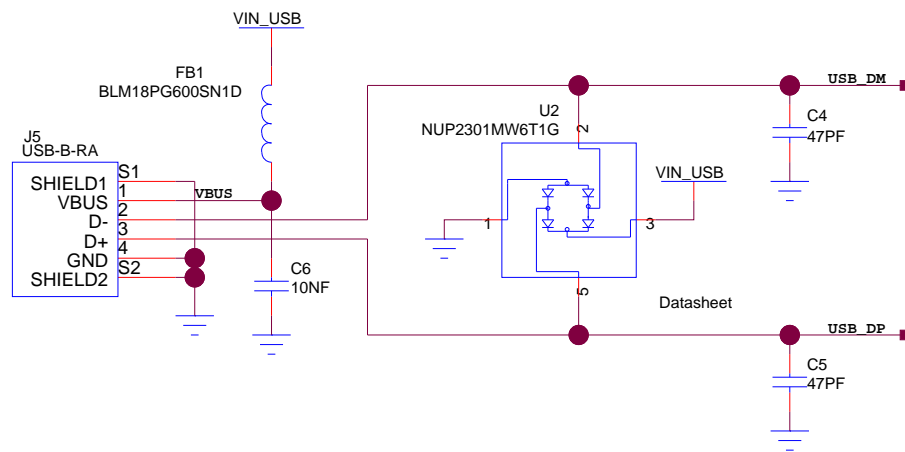 VIN_USB
FB1
BLM18PG600SN1D
J5
USB-B-RA
SHIELD1
VBUS
D-
D+
GND
SHIELD2
S1
1
2
3
4
S2
VBUS
C6
10NF
U2
NUP2301MW6T1G
2
1
3
5
VIN_USB
Datasheet
USB_DM
C4
47PF
USB_DP
C5
47PF